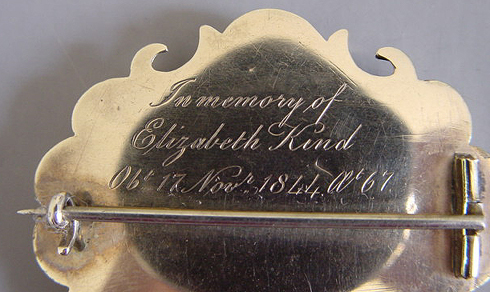 In memory of
Elizabeth Kind
Obt 17 Novr 1844 Æt 67